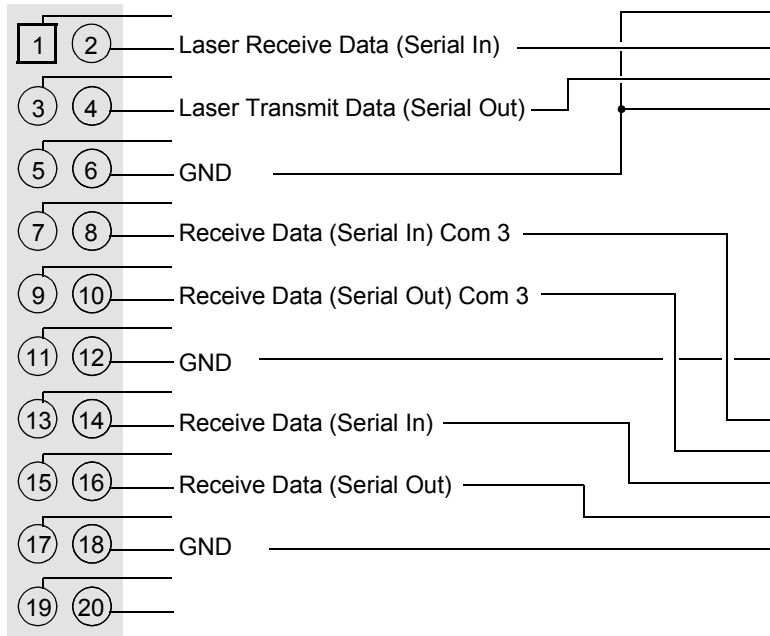 1 2 Laser Receive Data (Serial In)
3 4 Laser Transmit Data (Serial Out)
5 6 GND
7 8 Receive Data (Serial In) Com 3
9 10 Receive Data (Serial Out) Com 3
11 12 GND
13 14 Receive Data (Serial In)
15 16 Receive Data (Serial Out)
17 18 GND
19 20